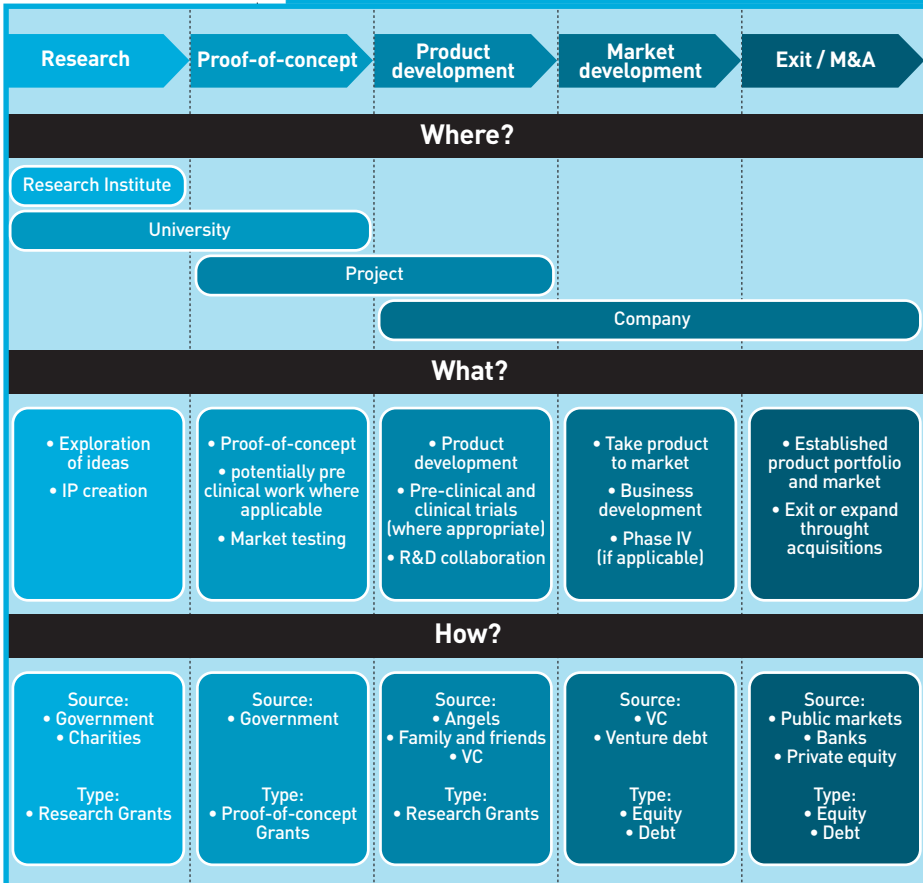 Research
Proof-of-concept
Product
development
Market
development
Exit / M&A
Where?
Research Institute
University
Project
Company
What?
• Exploration
of ideas
• IP creation
• Proof-of-concept
• potentially pre
clinical work where
applicable
• Market testing
• Product
development
• Pre-clinical and
clinical trials
(where appropriate)
• R&D collaboration
• Take product
to market
• Business
development
• Phase IV
(if applicable)
• Established
product portfolio
and market
• Exit or expand
throught
acquisitions
How?
Source:
• Government
• Charities
Type:
• Research Grants
Source:
• Government
Type:
• Proof-of-concept
Grants
Source:
• Angels
• Family and friends
• VC
Type:
• Research Grants
Source:
• VC
• Venture debt
Type:
• Equity
• Debt
Source:
• Public markets
• Banks
• Private equity
Type:
• Equity
• Debt